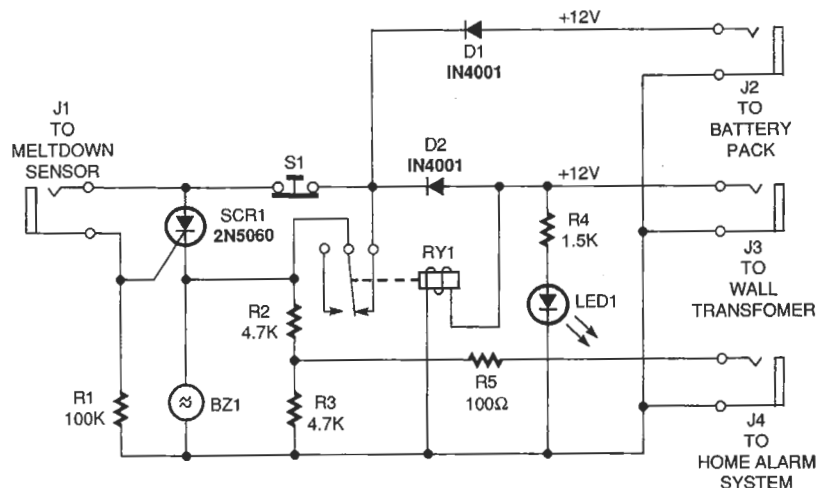 +12V
D1
IN4001
J2
TO
BATTERY
PACK
J1
TO
MELTDOWN
SENSOR
S1
D2
IN4001
+12V
SCR1
2N5060
R4
1.5K
RY1
J3
TO
WALL
TRANSFOMER
LED1
R2
4.7K
R5
100Ω
R1
100K
BZ1
R3
4.7K
J4
TO
HOME ALARM
SYSTEM